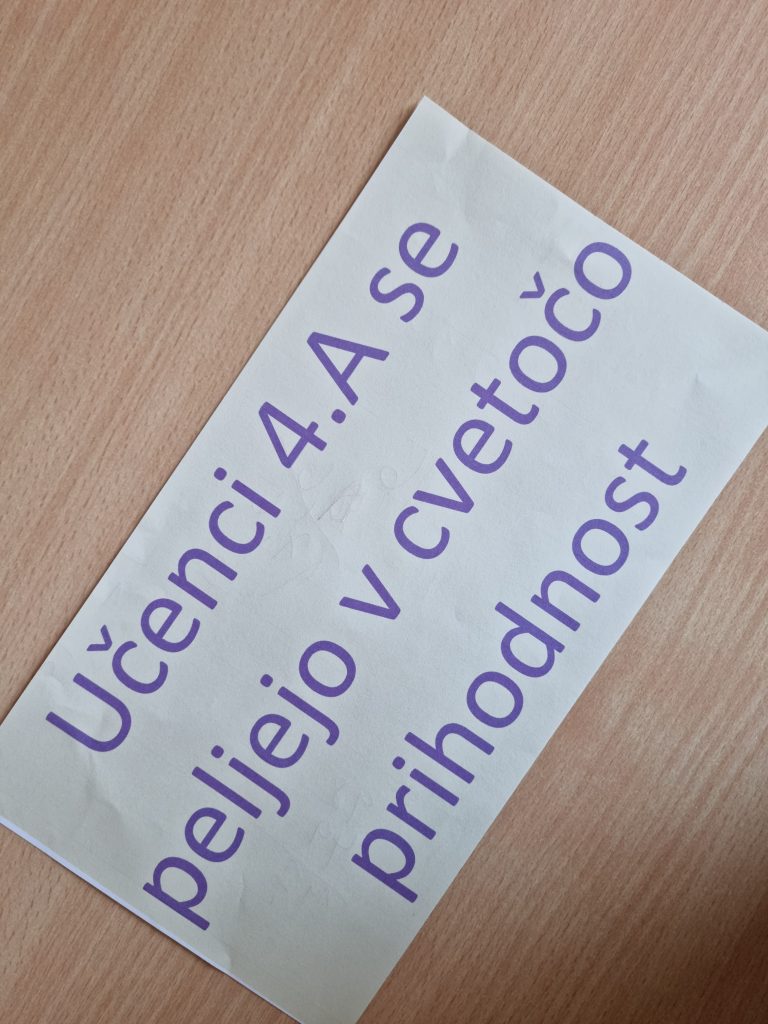 Učenci 4.A se
peljejo v cvetočo
prihodnost